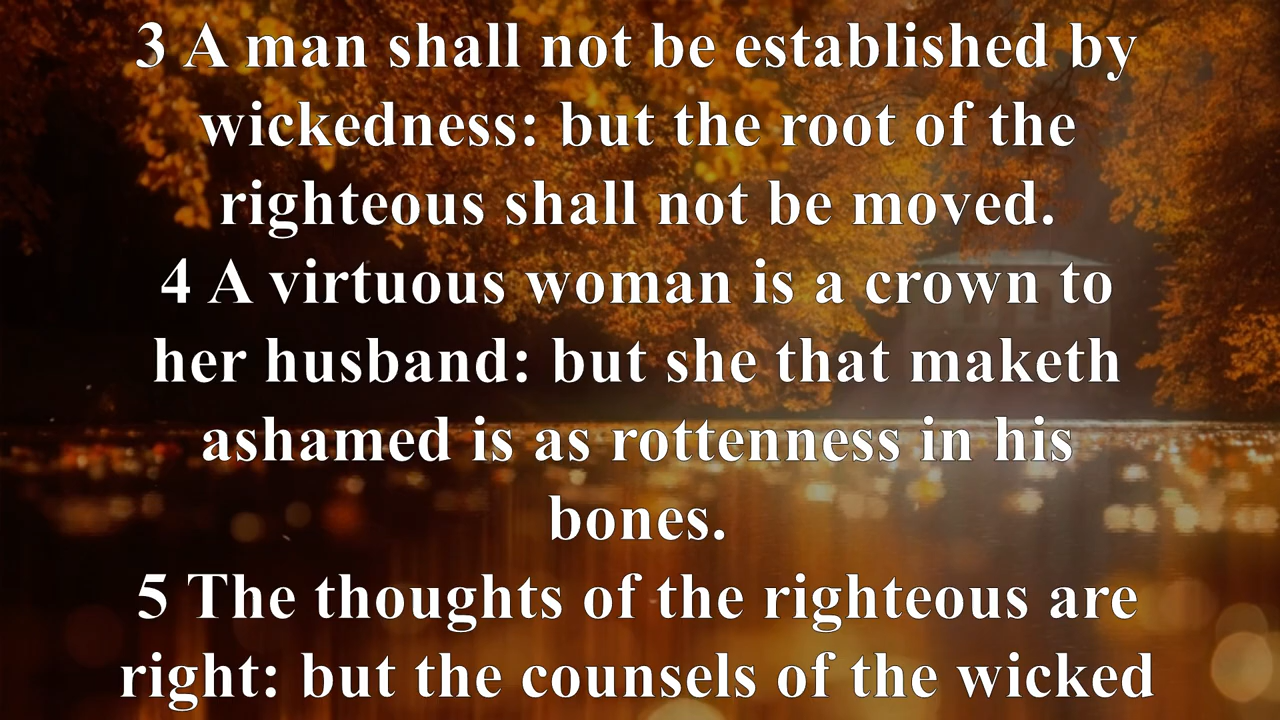 3 A man shall not be established by
wickedness: but the root of the
righteous shall not be moved.
4 A virtuous woman is a crown to
her husband: but she that maketh
ashamed is as rottenness in his
bones.
5 The thoughts of the righteous are
right: but the counsels of the wicked